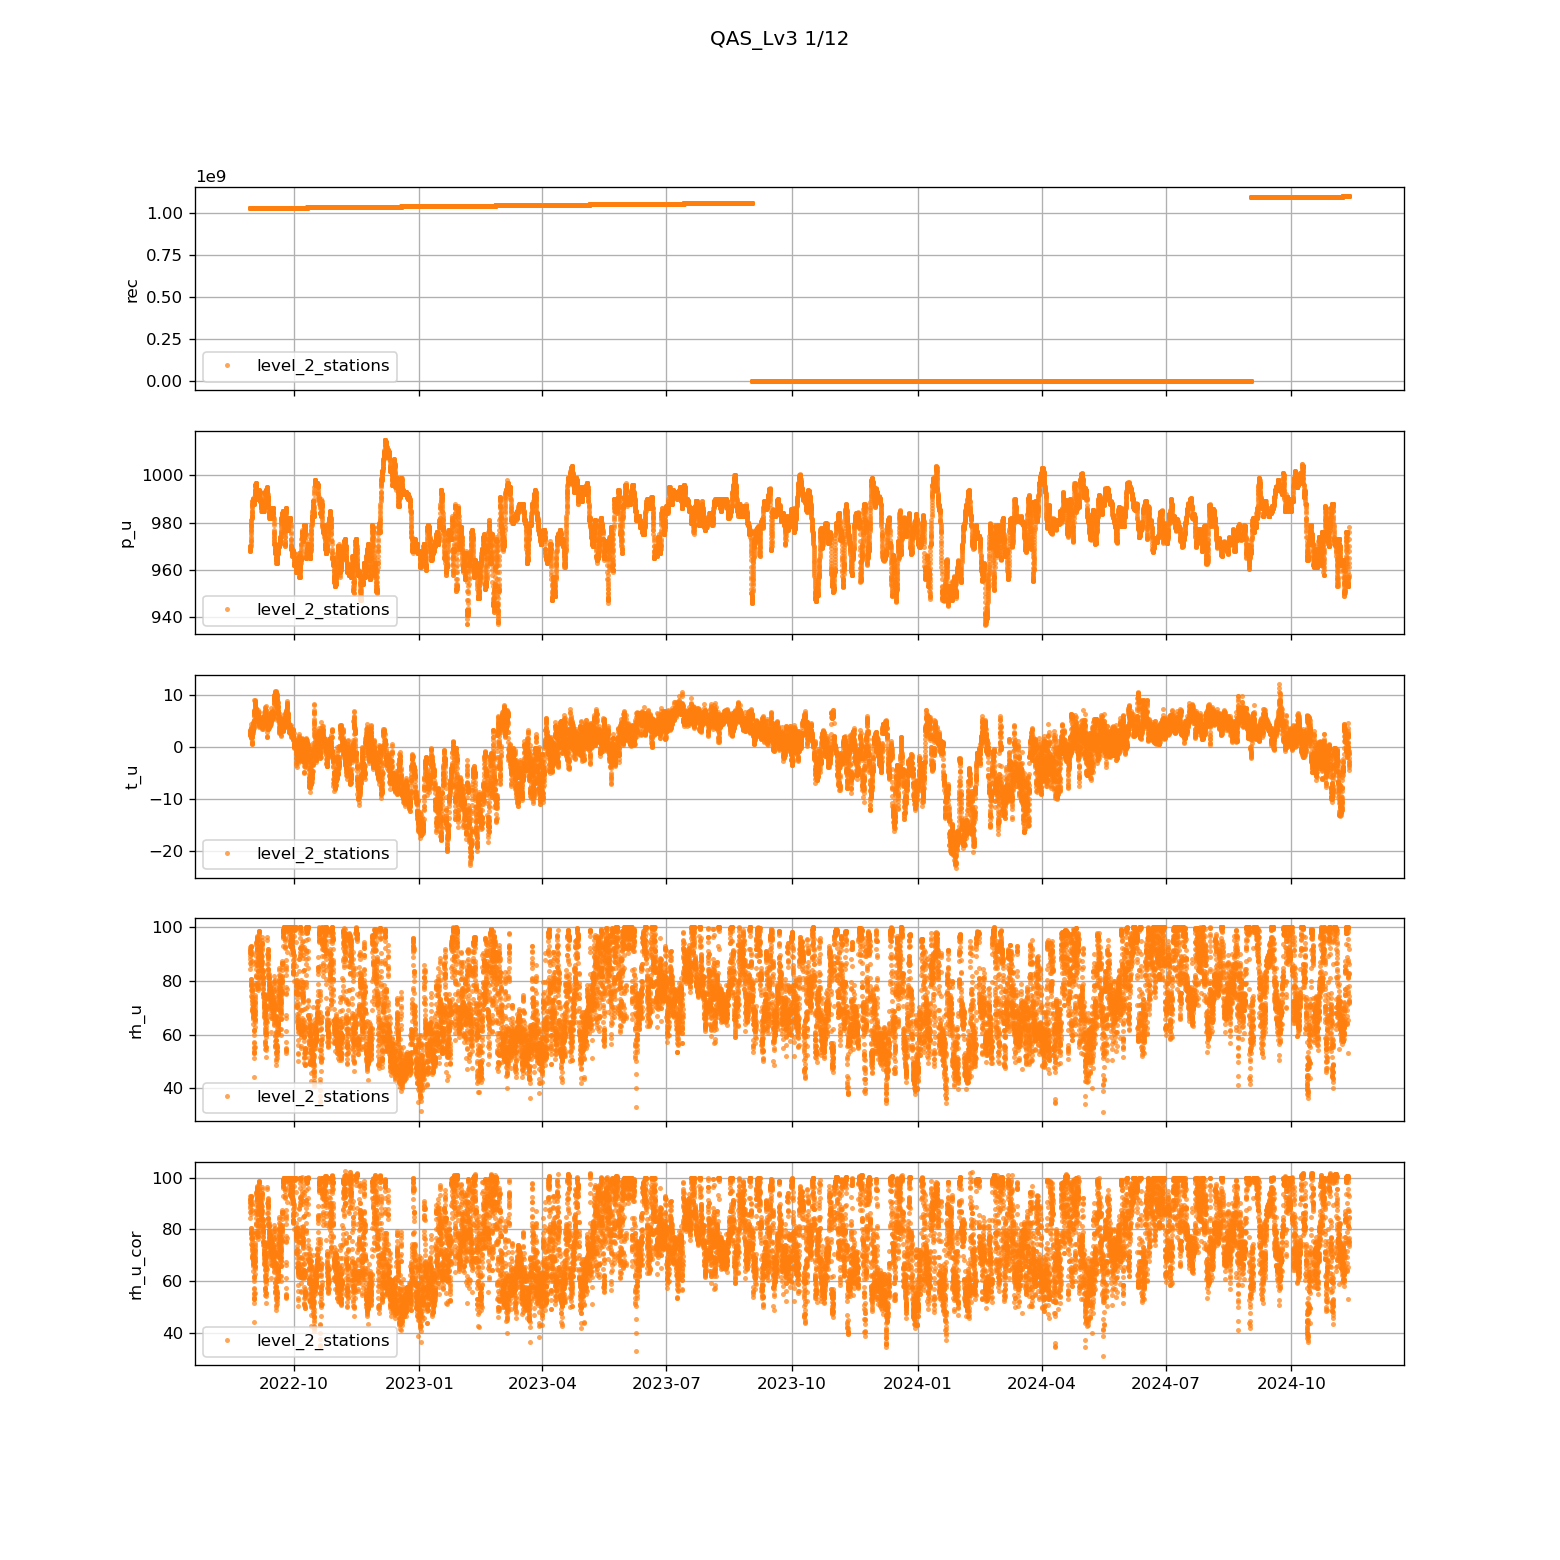 QAS_Lv3 1/12
1e9
1.00
0.75
0.50
0.25
0.00
rec
level_2_stations
1000
980
960
940
p_u
level_2_stations
10
0
−10
−20
t_u
level_2_stations
100
80
60
40
rh_u
level_2_stations
100
80
60
40
rh_u_cor
level_2_stations
2022-10 2023-01 2023-04 2023-07 2023-10 2024-01 2024-04 2024-07 2024-10